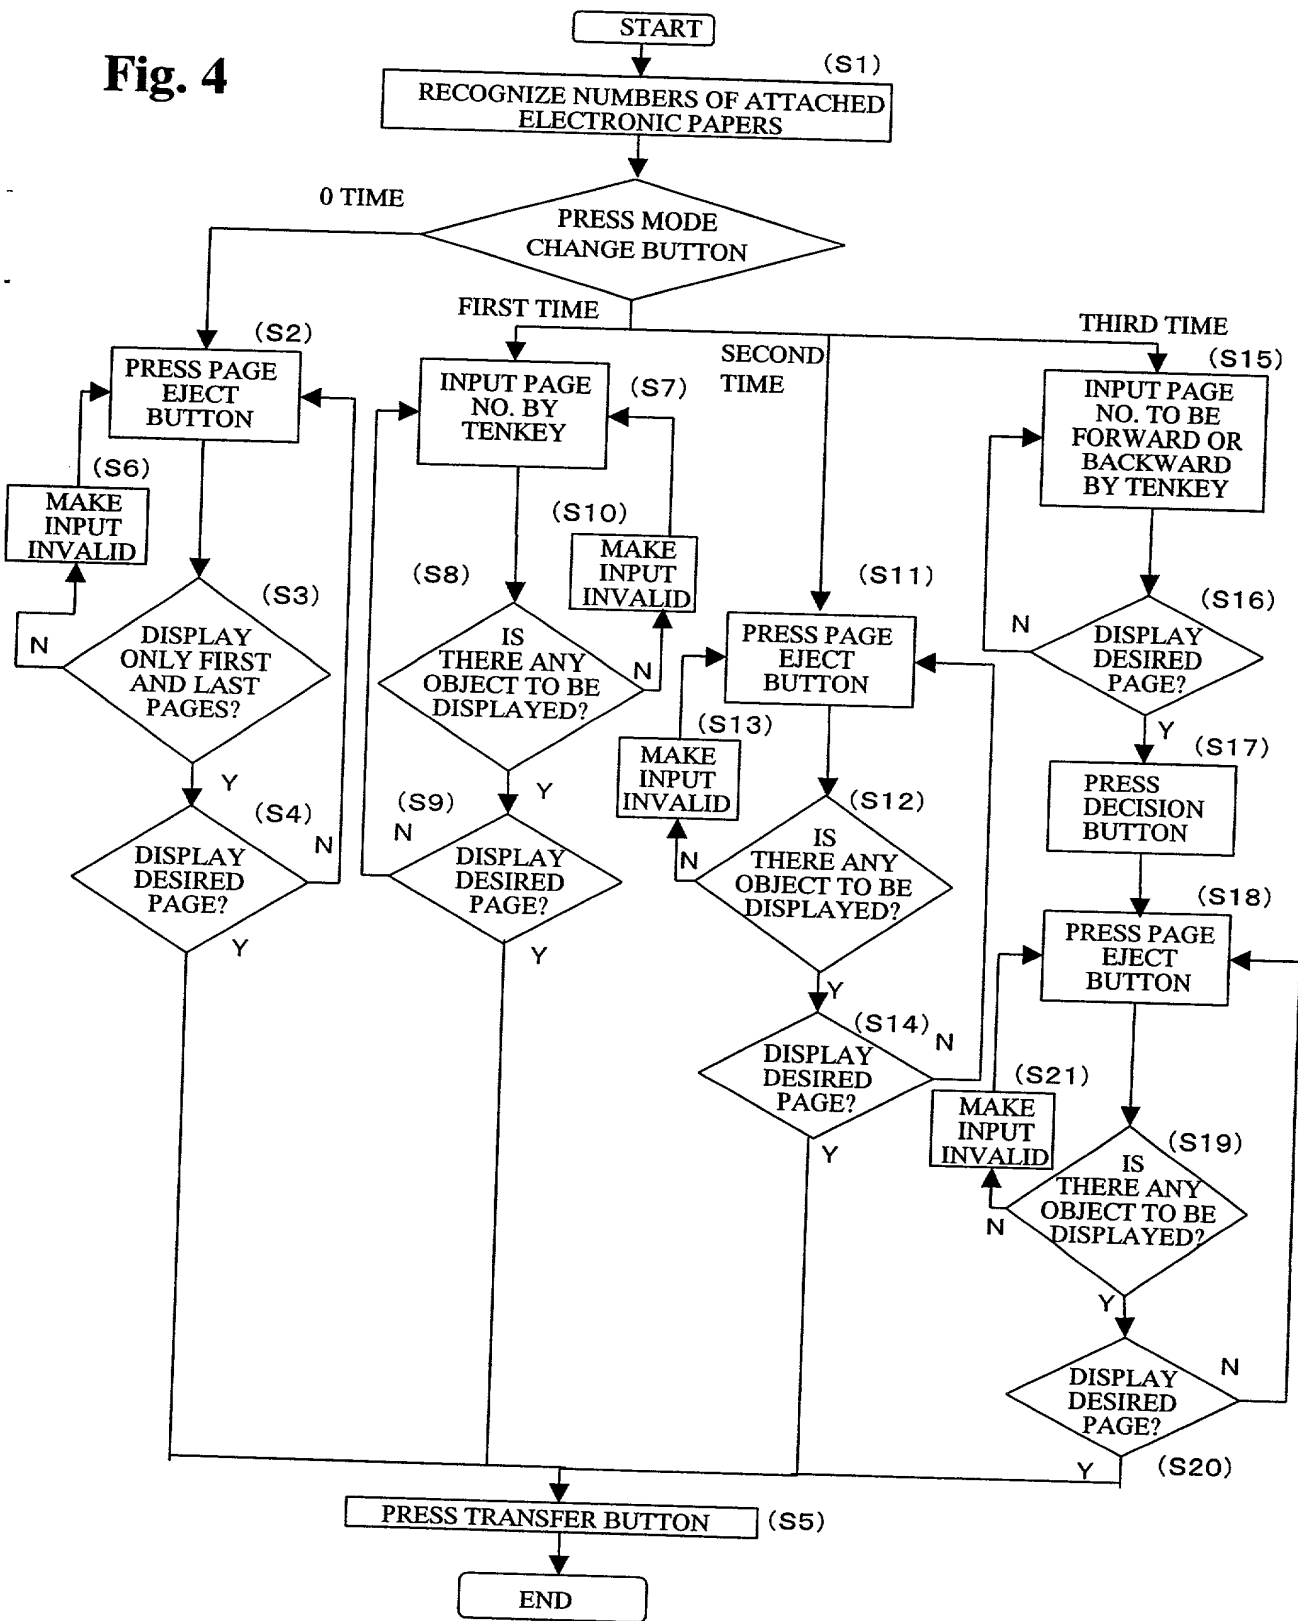 Fig. 4
START
(S1)
RECOGNIZE NUMBERS OF ATTACHED
ELECTRONIC PAPERS
0 TIME
PRESS MODE
CHANGE BUTTON
FIRST TIME
SECOND
TIME
THIRD TIME
(S2)
PRESS PAGE
EJECT
BUTTON
(S6)
MAKE
INPUT
INVALID
(S3)
DISPLAY
ONLY FIRST
AND LAST
PAGES?
N
Y
(S4)
DISPLAY
DESIRED
PAGE?
N
Y
(S7)
INPUT PAGE
NO. BY
TENKEY
(S10)
MAKE
INPUT
INVALID
(S8)
IS
THERE ANY
OBJECT TO BE
DISPLAYED?
N
Y
(S9)
N
DISPLAY
DESIRED
PAGE?
Y
(S11)
PRESS PAGE
EJECT
BUTTON
(S13)
MAKE
INPUT
INVALID
(S12)
IS
THERE ANY
OBJECT TO BE
DISPLAYED?
N
Y
(S14)
N
DISPLAY
DESIRED
PAGE?
Y
(S15)
INPUT PAGE
NO. TO BE
FORWARD OR
BACKWARD
BY TENKEY
(S16)
N
DISPLAY
DESIRED
PAGE?
Y
(S17)
PRESS
DECISION
BUTTON
(S18)
PRESS PAGE
EJECT
BUTTON
(S21)
MAKE
INPUT
INVALID
(S19)
IS
THERE ANY
OBJECT TO BE
DISPLAYED?
N
Y
N
DISPLAY
DESIRED
PAGE?
Y
(S20)
PRESS TRANSFER BUTTON
(S5)
END